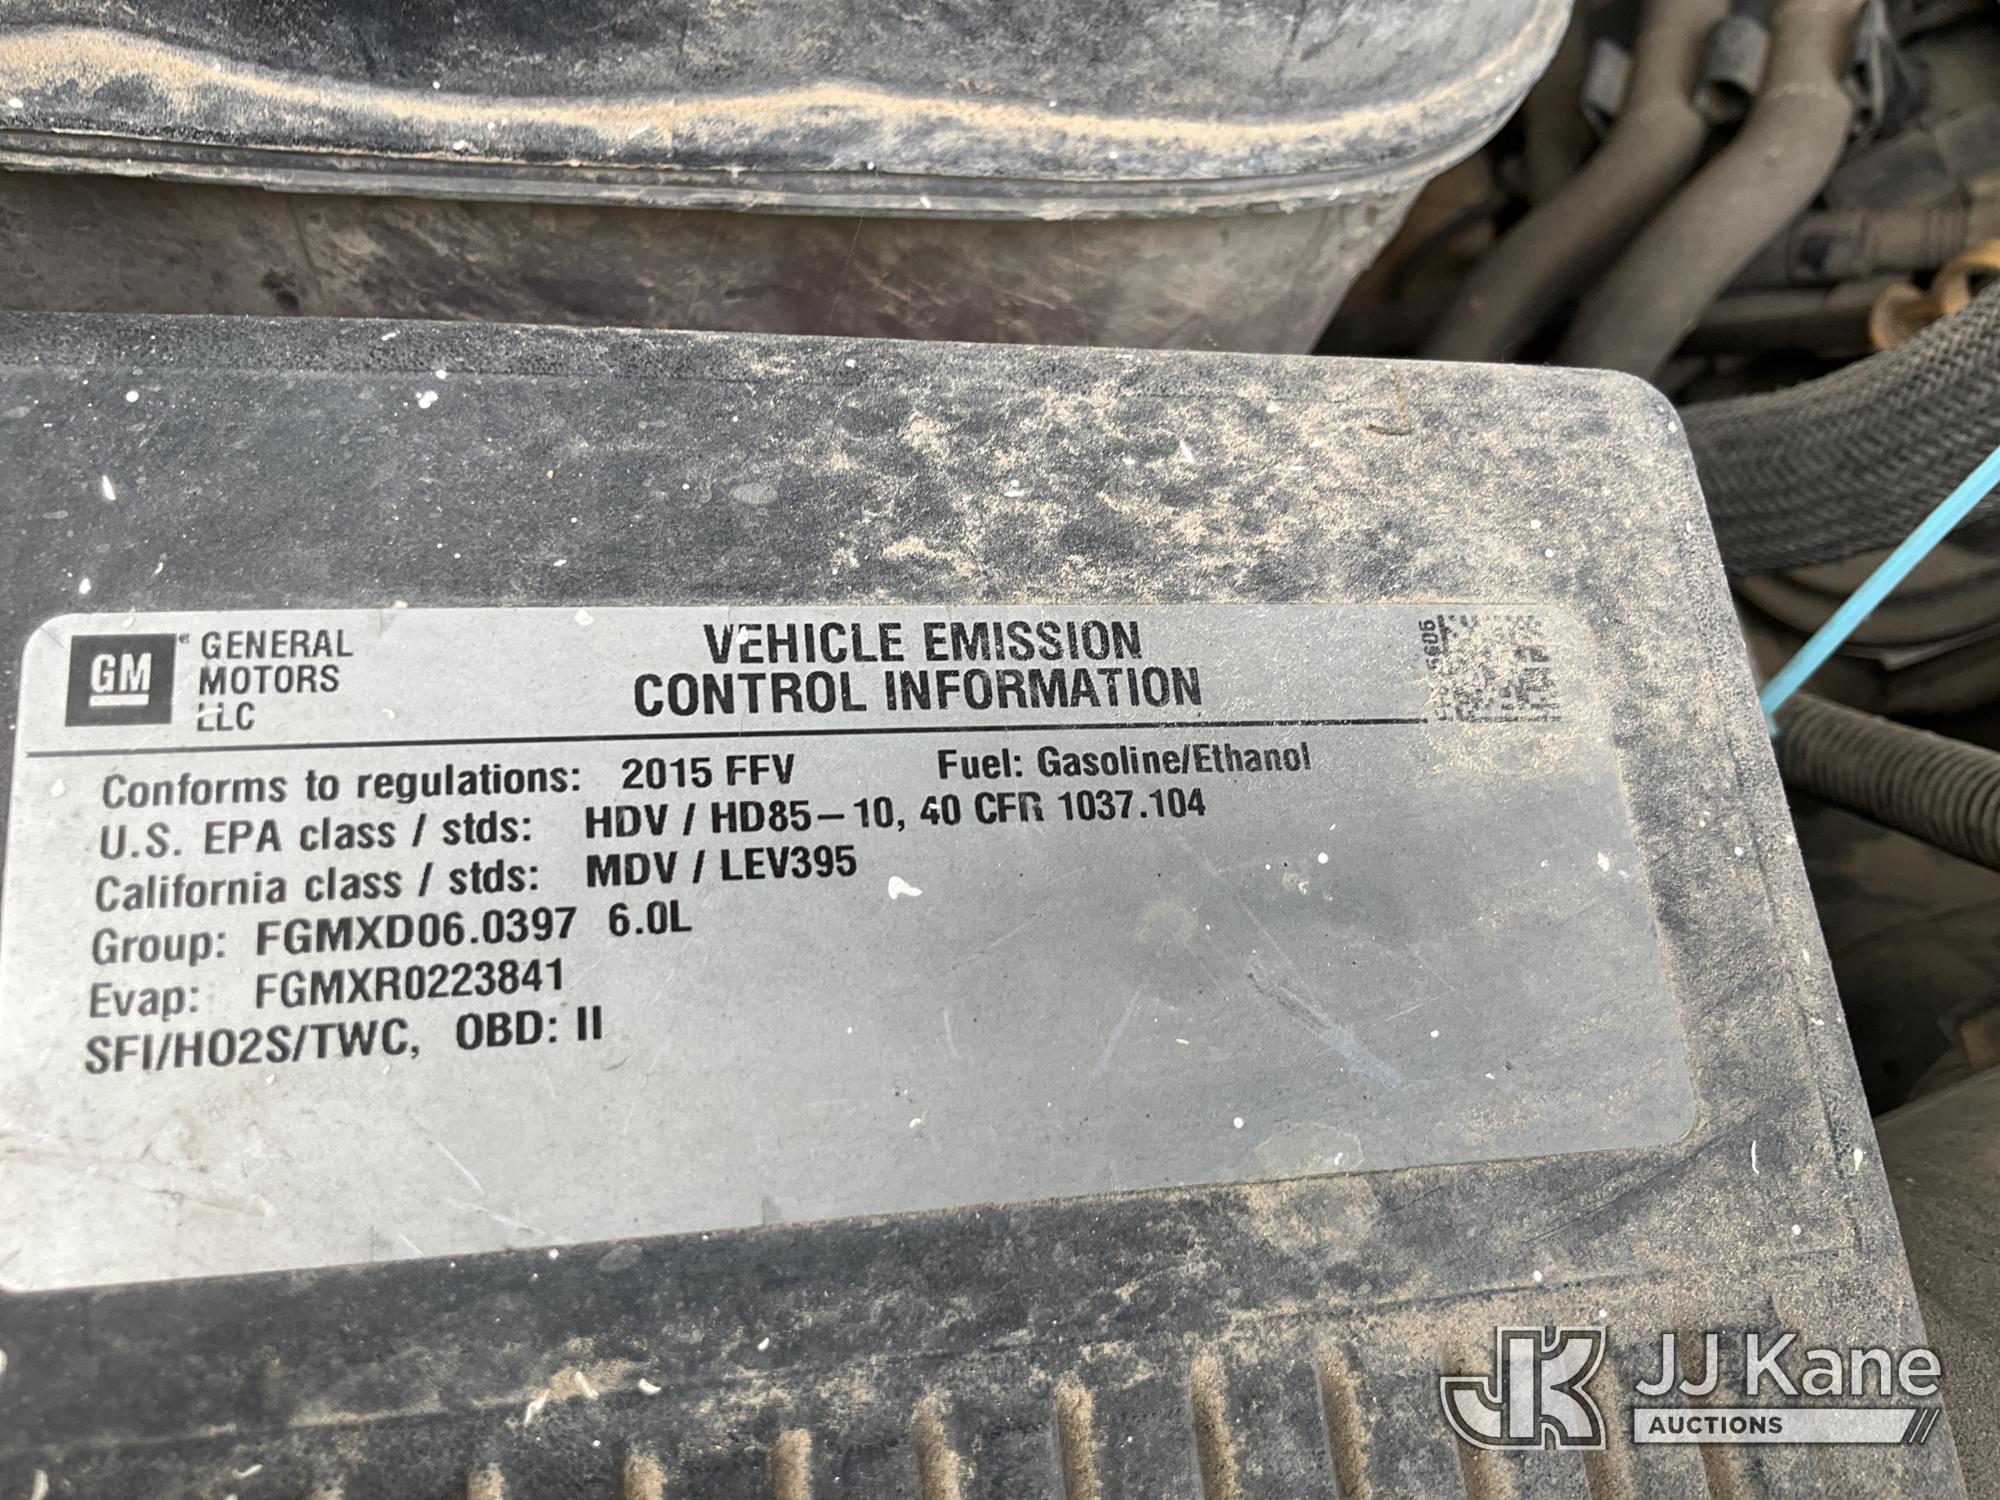 GM
GENERAL
MOTORS
LLC
VEHICLE EMISSION
CONTROL INFORMATION
5606
Conforms to regulations: 2015 FFV Fuel: Gasoline/Ethanol
U.S. EPA class / stds: HDV / HD85-10, 40 CFR 1037.104
California class / stds: MDV / LEV395
Group: FGMXD06.0397 6.0L
Evap: FGMXR0223841
SFI/HO2S/TWC, OBD: II
JK JJ Kane
AUCTIONS